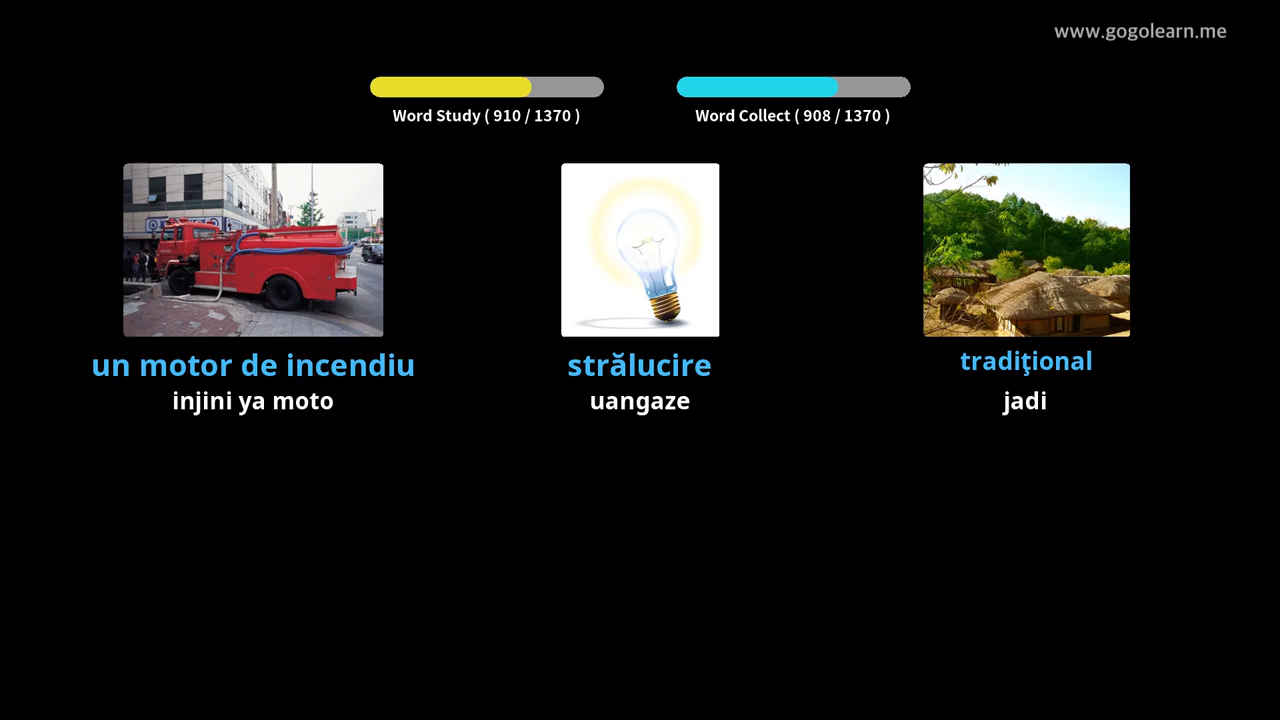 www.gogolearn.me
Word Study ( 910 / 1370 )
Word Collect ( 908 / 1370 )
un motor de incendiu
strălucire
tradiţional
injini ya moto
uangaze
jadi